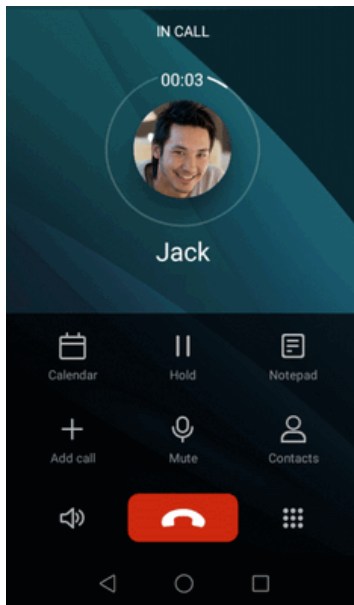 IN CALL
00:03
Jack
Calendar
Hold
Notepad
Add call
Mute
Contacts